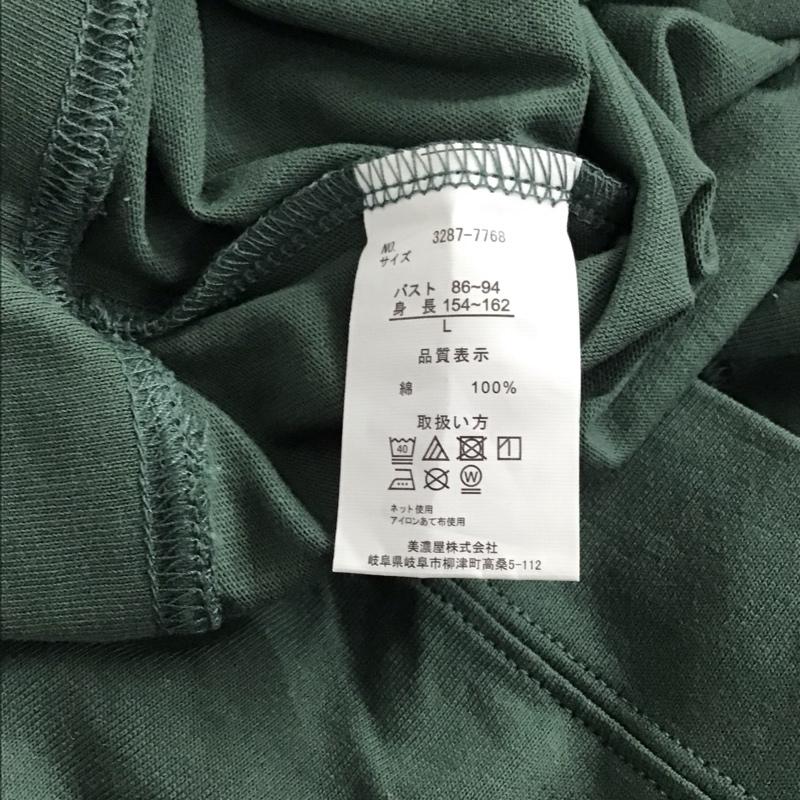 NO. 3287-7768
サイズ
バスト 86~94
身 長 154~162
L
品質表示
綿 100%
取扱い方
40
W
ネット使用
アイロンあて布使用
美濃屋株式会社
岐阜県岐阜市柳津町高桑5-112